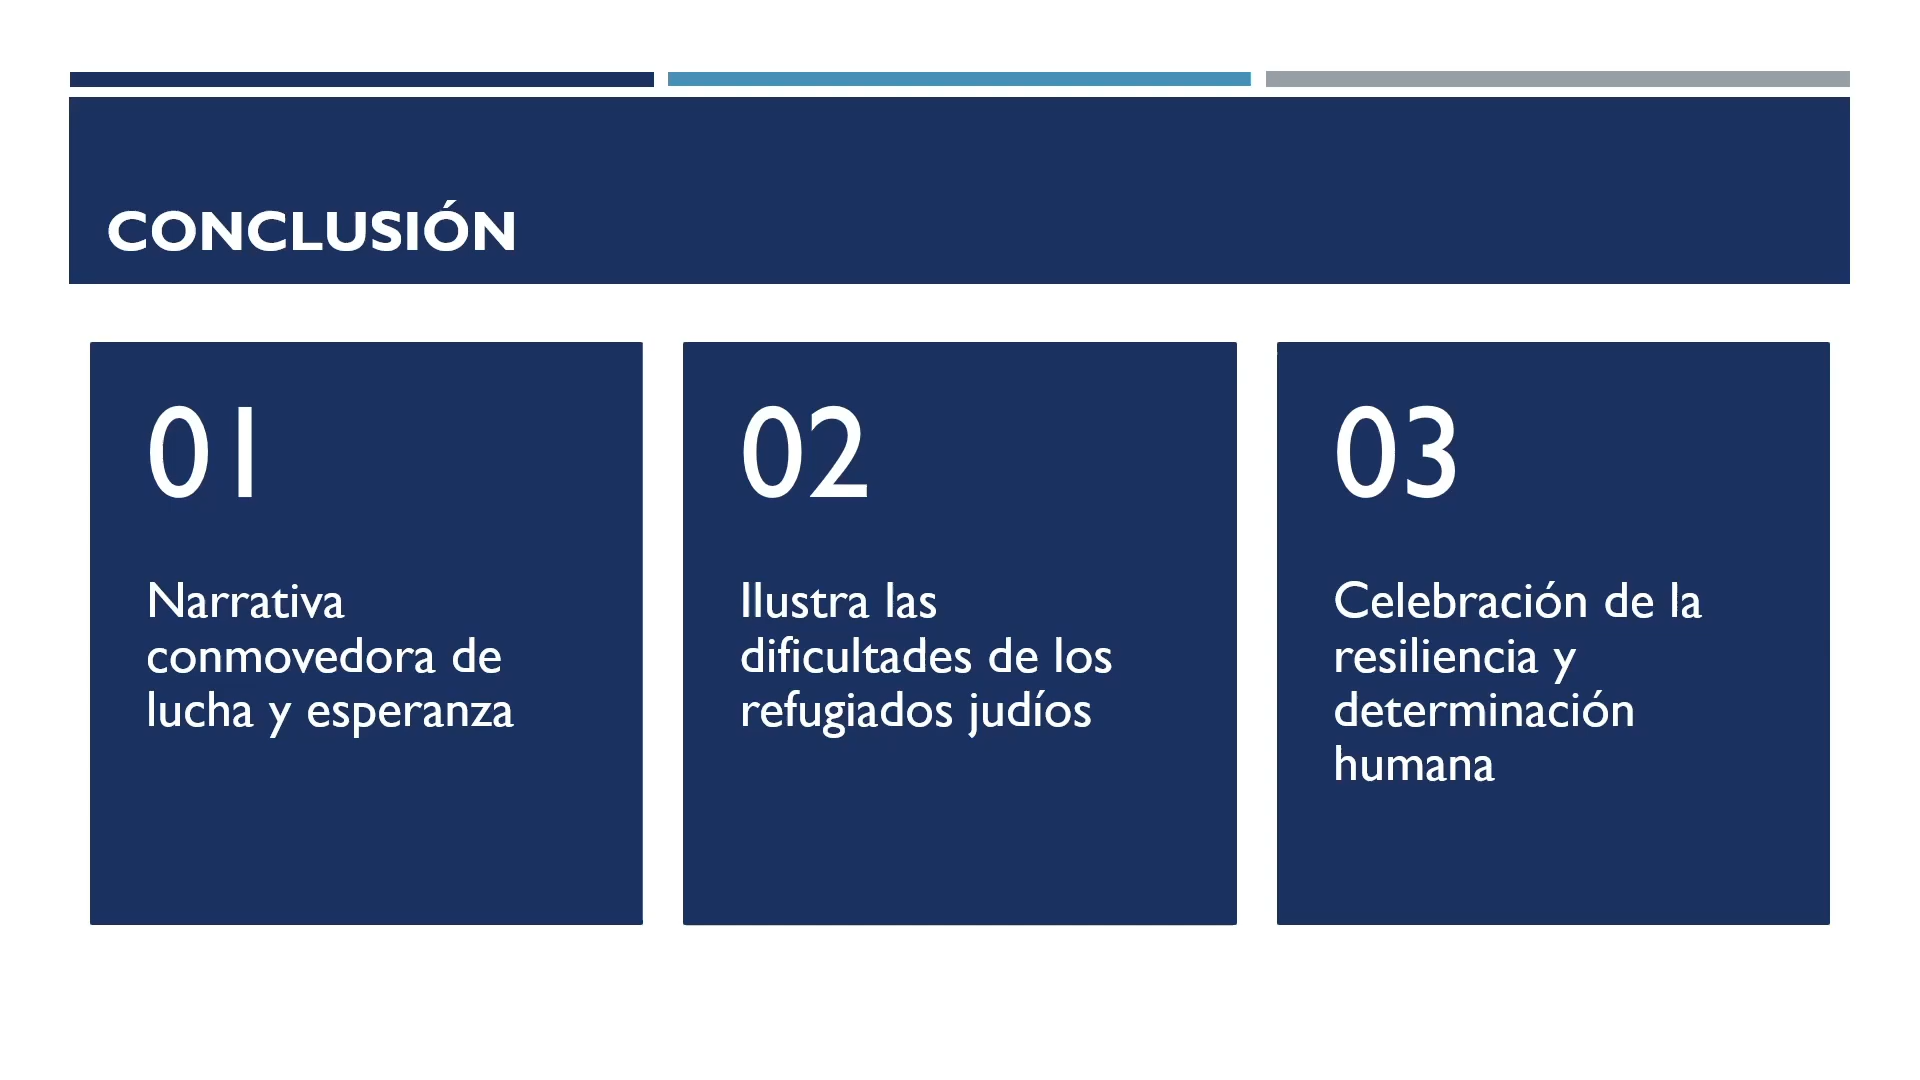 CONCLUSIÓN
01
Narrativa
conmovedora de
lucha y esperanza
02
Ilustra las
dificultades de los
refugiados judíos
03
Celebración de la
resiliencia y
determinación
humana